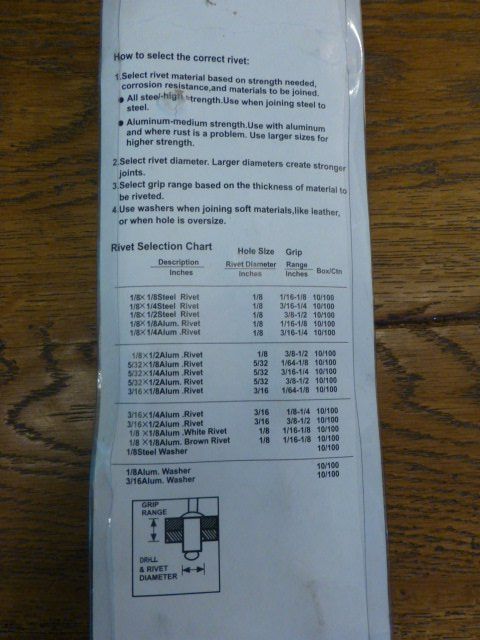 How to select the correct rivet:
1.Select rivet material based on strength needed,
corrosion resistance,and materials to be joined.
● All steel-high strength.Use when joining steel to
steel.
● Aluminum-medium strength.Use with aluminum
and where rust is a problem. Use larger sizes for
higher strength.
2.Select rivet diameter. Larger diameters create stronger
joints.
3.Select grip range based on the thickness of material to
be riveted.
4.Use washers when joining soft materials,like leather,
or when hole is oversize.
Rivet Selection Chart Hole Size Grip
Description Rivet Diameter Range Box/Ctn
Inches Inches Inches
1/8×1/8Steel Rivet 1/8 1/16-1/8 10/100
1/8×1/4Steel Rivet 1/8 3/16-1/4 10/100
1/8×1/2Steel Rivet 1/8 3/8-1/2 10/100
1/8×1/8Alum. Rivet 1/8 1/16-1/8 10/100
1/8×1/4Alum .Rivet 1/8 3/16-1/4 10/100
1/8×1/2Alum .Rivet 1/8 3/8-1/2 10/100
5/32×1/8Alum .Rivet 5/32 1/64-1/8 10/100
5/32×1/4Alum .Rivet 5/32 3/16-1/4 10/100
5/32×1/2Alum .Rivet 5/32 3/8-1/2 10/100
3/16×1/8Alum .Rivet 3/16 1/64-1/8 10/100
3/16×1/4Alum .Rivet 3/16 1/8-1/4 10/100
3/16×1/2Alum .Rivet 3/16 3/8-1/2 10/100
1/8 ×1/8Alum .White Rivet 1/8 1/16-1/8 10/100
1/8 ×1/8Alum. Brown Rivet 1/8 1/16-1/8 10/100
1/8Steel Washer 10/100
1/8Alum. Washer 10/100
3/16Alum. Washer 10/100
GRIP
RANGE
DRILL
& RIVET
DIAMETER